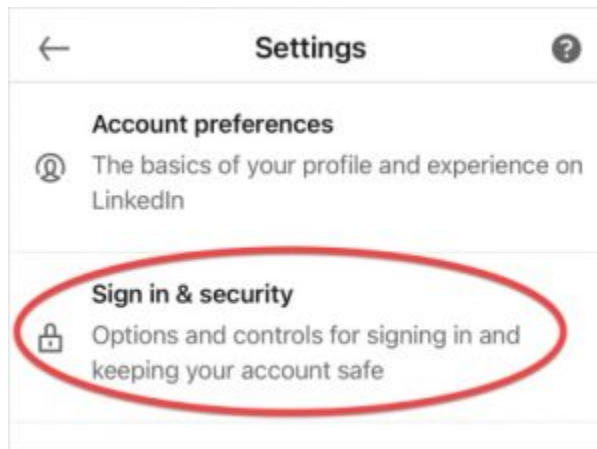 Settings
Account preferences
The basics of your profile and experience on
LinkedIn
Sign in & security
Options and controls for signing in and
keeping your account safe